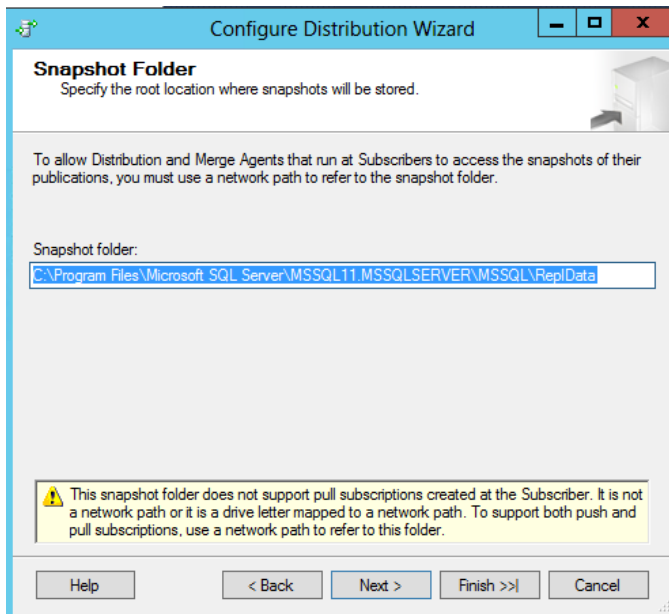 Configure Distribution Wizard
Snapshot Folder
Specify the root location where snapshots will be stored.
To allow Distribution and Merge Agents that run at Subscribers to access the snapshots of their
publications, you must use a network path to refer to the snapshot folder.
Snapshot folder:
C:\Program Files\Microsoft SQL Server\MSSQL11.MSSQLSERVER\MSSQL\ReplData
This snapshot folder does not support pull subscriptions created at the Subscriber. It is not
a network path or it is a drive letter mapped to a network path. To support both push and
pull subscriptions, use a network path to refer to this folder.
Help < Back Next > Finish >>| Cancel